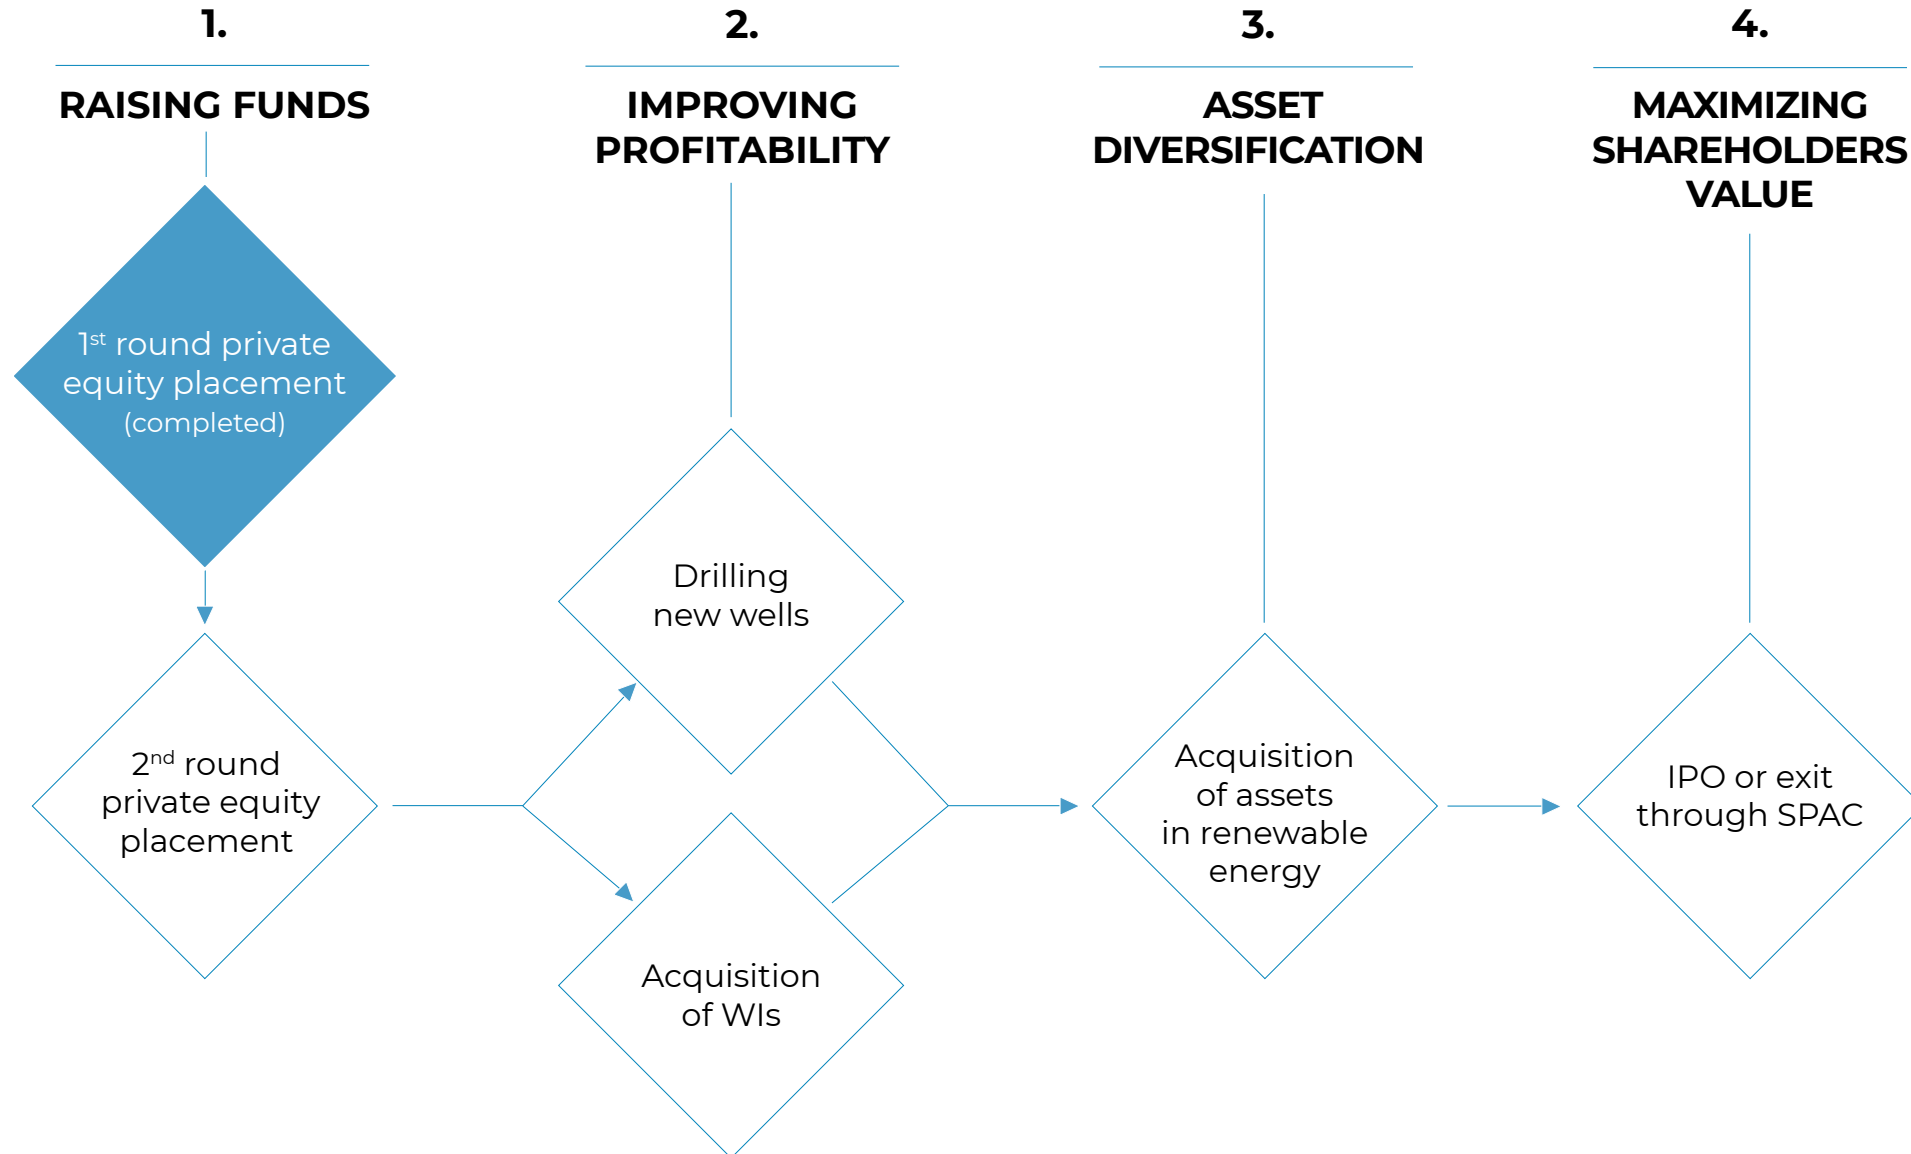 1.
RAISING FUNDS
1st round private
equity placement
(completed)
2nd round
private equity
placement
2.
IMPROVING
PROFITABILITY
Drilling
new wells
Acquisition
of WIs
3.
ASSET
DIVERSIFICATION
Acquisition
of assets
in renewable
energy
4.
MAXIMIZING
SHAREHOLDERS
VALUE
IPO or exit
through SPAC